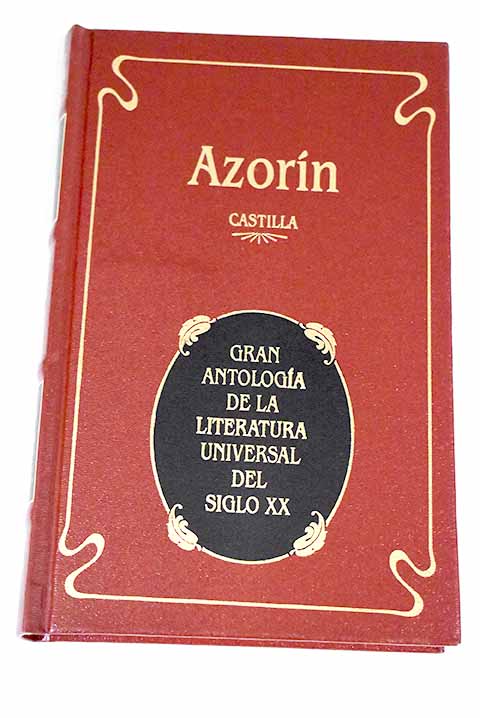 Azorín
CASTILLA
GRAN
ANTOLOGÍA
DE LA
LITERATURA
UNIVERSAL
DEL
SIGLO XX